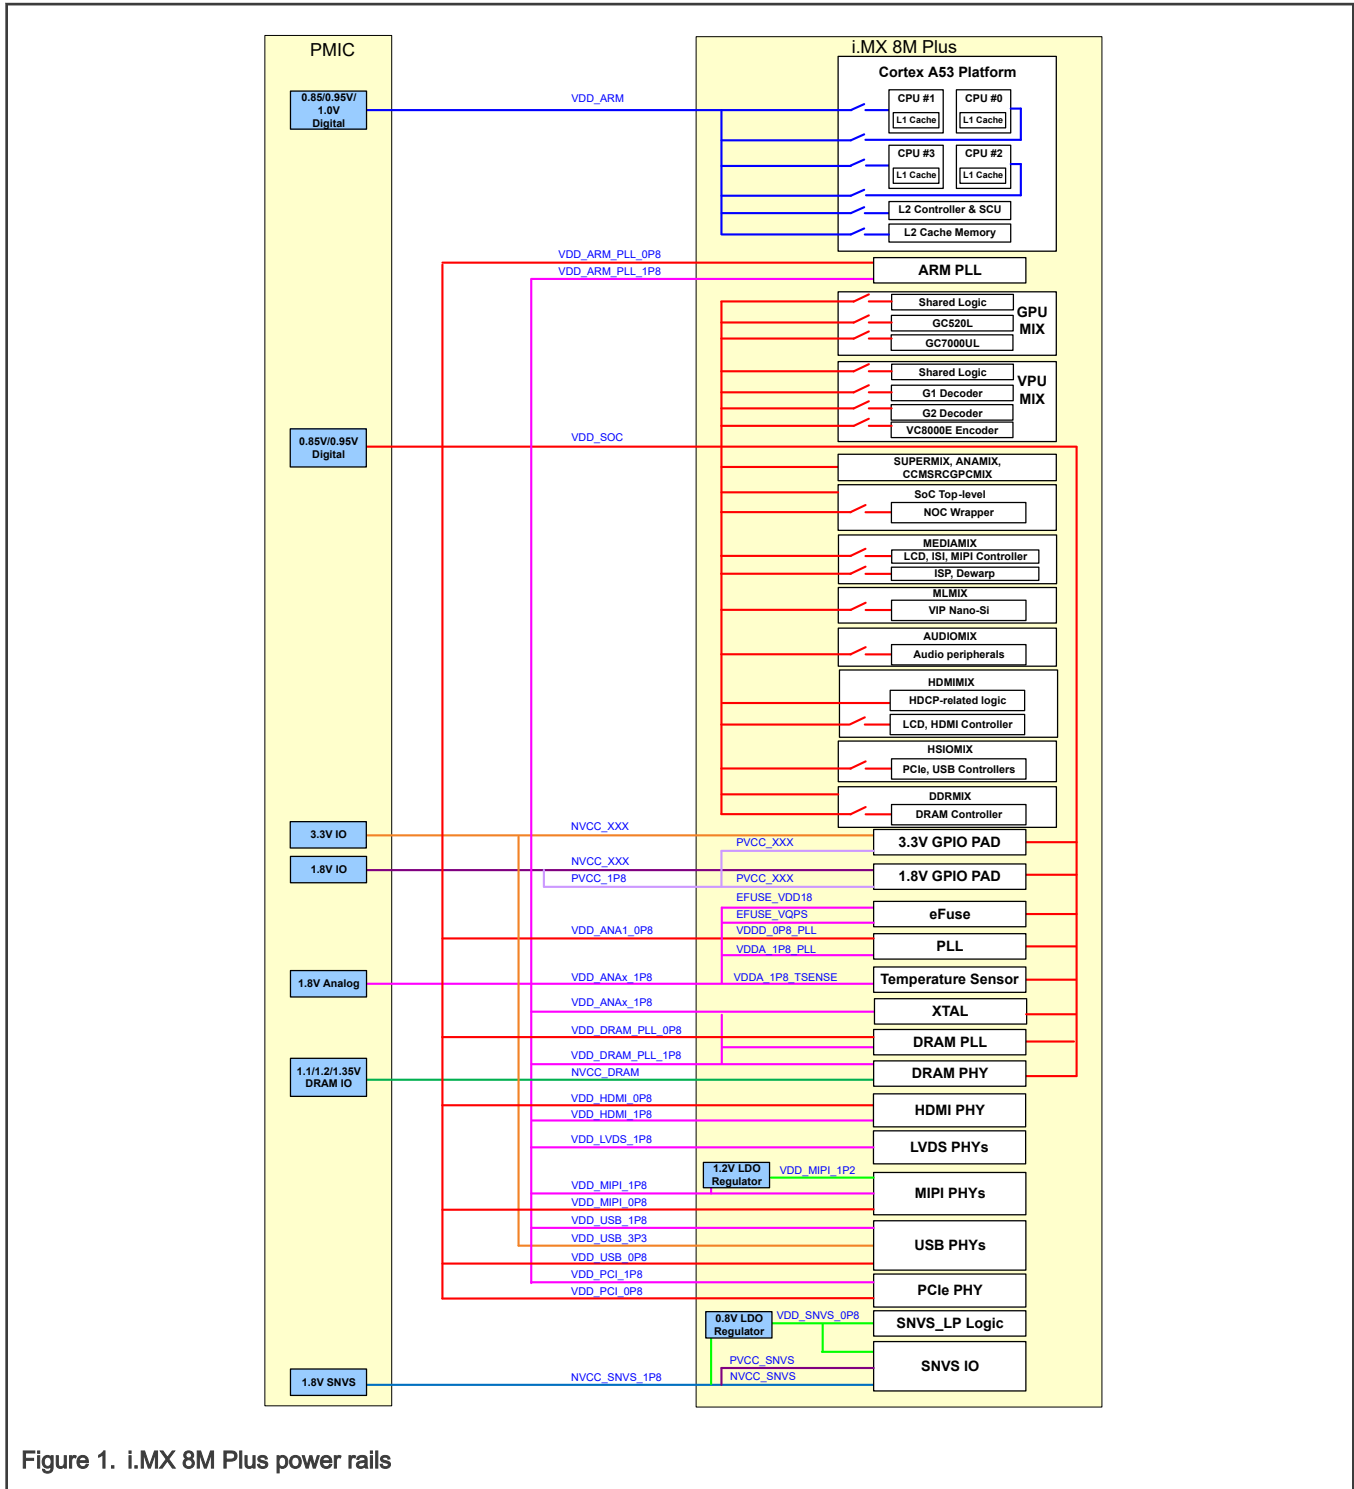 PMIC
i.MX 8M Plus
Cortex A53 Platform
0.85/0.95V/
1.0V
Digital
VDD_ARM
CPU #1
L1 Cache
CPU #0
L1 Cache
CPU #3
L1 Cache
CPU #2
L1 Cache
L2 Controller & SCU
L2 Cache Memory
VDD_ARM_PLL_0P8
VDD_ARM_PLL_1P8
ARM PLL
Shared Logic
GC520L
GC7000UL
GPU
MIX
Shared Logic
G1 Decoder
G2 Decoder
VC8000E Encoder
VPU
MIX
0.85V/0.95V
Digital
VDD_SOC
SUPERMIX, ANAMIX,
CCMSRCGPCMIX
SoC Top-level
NOC Wrapper
MEDIAMIX
LCD, ISI, MIPI Controller
ISP, Dewarp
MLMIX
VIP Nano-Si
AUDIOMIX
Audio peripherals
HDMIMIX
HDCP-related logic
LCD, HDMI Controller
HSIOMIX
PCIe, USB Controllers
DDRMIX
DRAM Controller
3.3V IO
NVCC_XXX
PVCC_XXX
3.3V GPIO PAD
1.8V IO
NVCC_XXX
PVCC_1P8
PVCC_XXX
1.8V GPIO PAD
EFUSE_VDD18
EFUSE_VQPS
eFuse
VDD_ANA1_0P8
VDDD_0P8_PLL
VDDA_1P8_PLL
PLL
1.8V Analog
VDD_ANAx_1P8
VDDA_1P8_TSENSE
Temperature Sensor
VDD_ANAx_1P8
XTAL
VDD_DRAM_PLL_0P8
DRAM PLL
VDD_DRAM_PLL_1P8
1.1/1.2/1.35V
DRAM IO
NVCC_DRAM
DRAM PHY
VDD_HDMI_0P8
VDD_HDMI_1P8
HDMI PHY
VDD_LVDS_1P8
LVDS PHYs
1.2V LDO
Regulator
VDD_MIPI_1P2
VDD_MIPI_1P8
VDD_MIPI_0P8
MIPI PHYs
VDD_USB_1P8
VDD_USB_3P3
VDD_USB_0P8
USB PHYs
VDD_PCI_1P8
VDD_PCI_0P8
PCIe PHY
0.8V LDO
Regulator
VDD_SNVS_0P8
SNVS_LP Logic
PVCC_SNVS
SNVS IO
1.8V SNVS
NVCC_SNVS_1P8
NVCC_SNVS
Figure 1. i.MX 8M Plus power rails